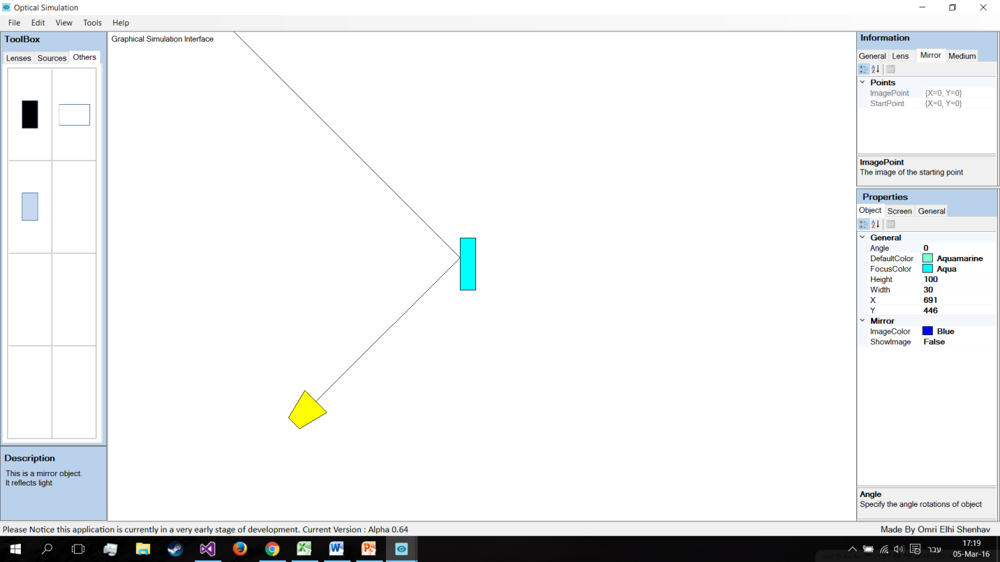 Optical Simulation
File Edit View Tools Help
ToolBox
Lenses Sources Others
Description
This is a mirror object.
It reflects light
Graphical Simulation Interface
Information
General Lens Mirror Medium
Points
ImagePoint {X=0, Y=0}
StartPoint {X=0, Y=0}
ImagePoint
The image of the starting point
Properties
Object Screen General
General
Angle 0
DefaultColor Aquamarine
FocusColor Aqua
Height 100
Width 30
X 691
Y 446
Mirror
ImageColor Blue
ShowImage False
Angle
Specify the angle rotations of object
Please Notice this application is currently in a very early stage of development. Current Version : Alpha 0.64
Made By Omri Elhi Shenhav
עבר
17:19
05-Mar-16